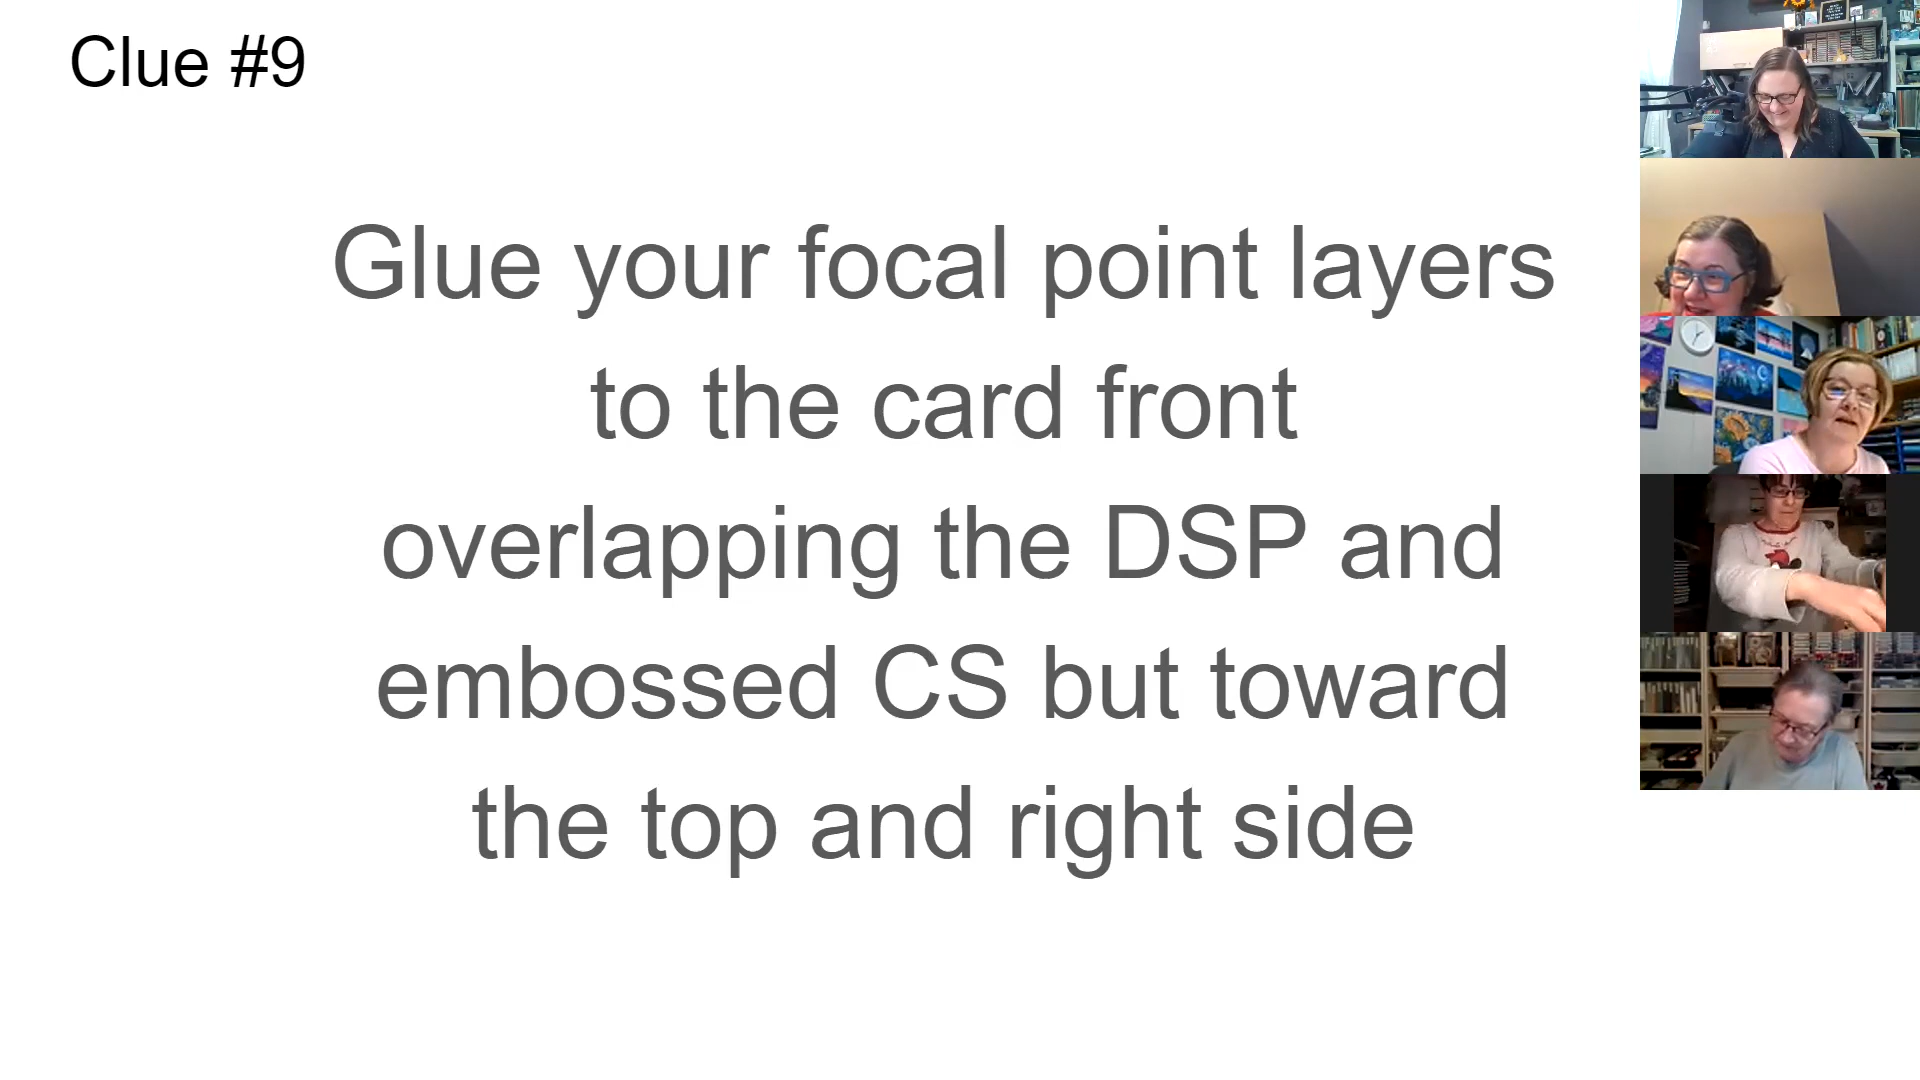 Clue #9
Glue your focal point layers
to the card front
overlapping the DSP and
embossed CS but toward
the top and right side